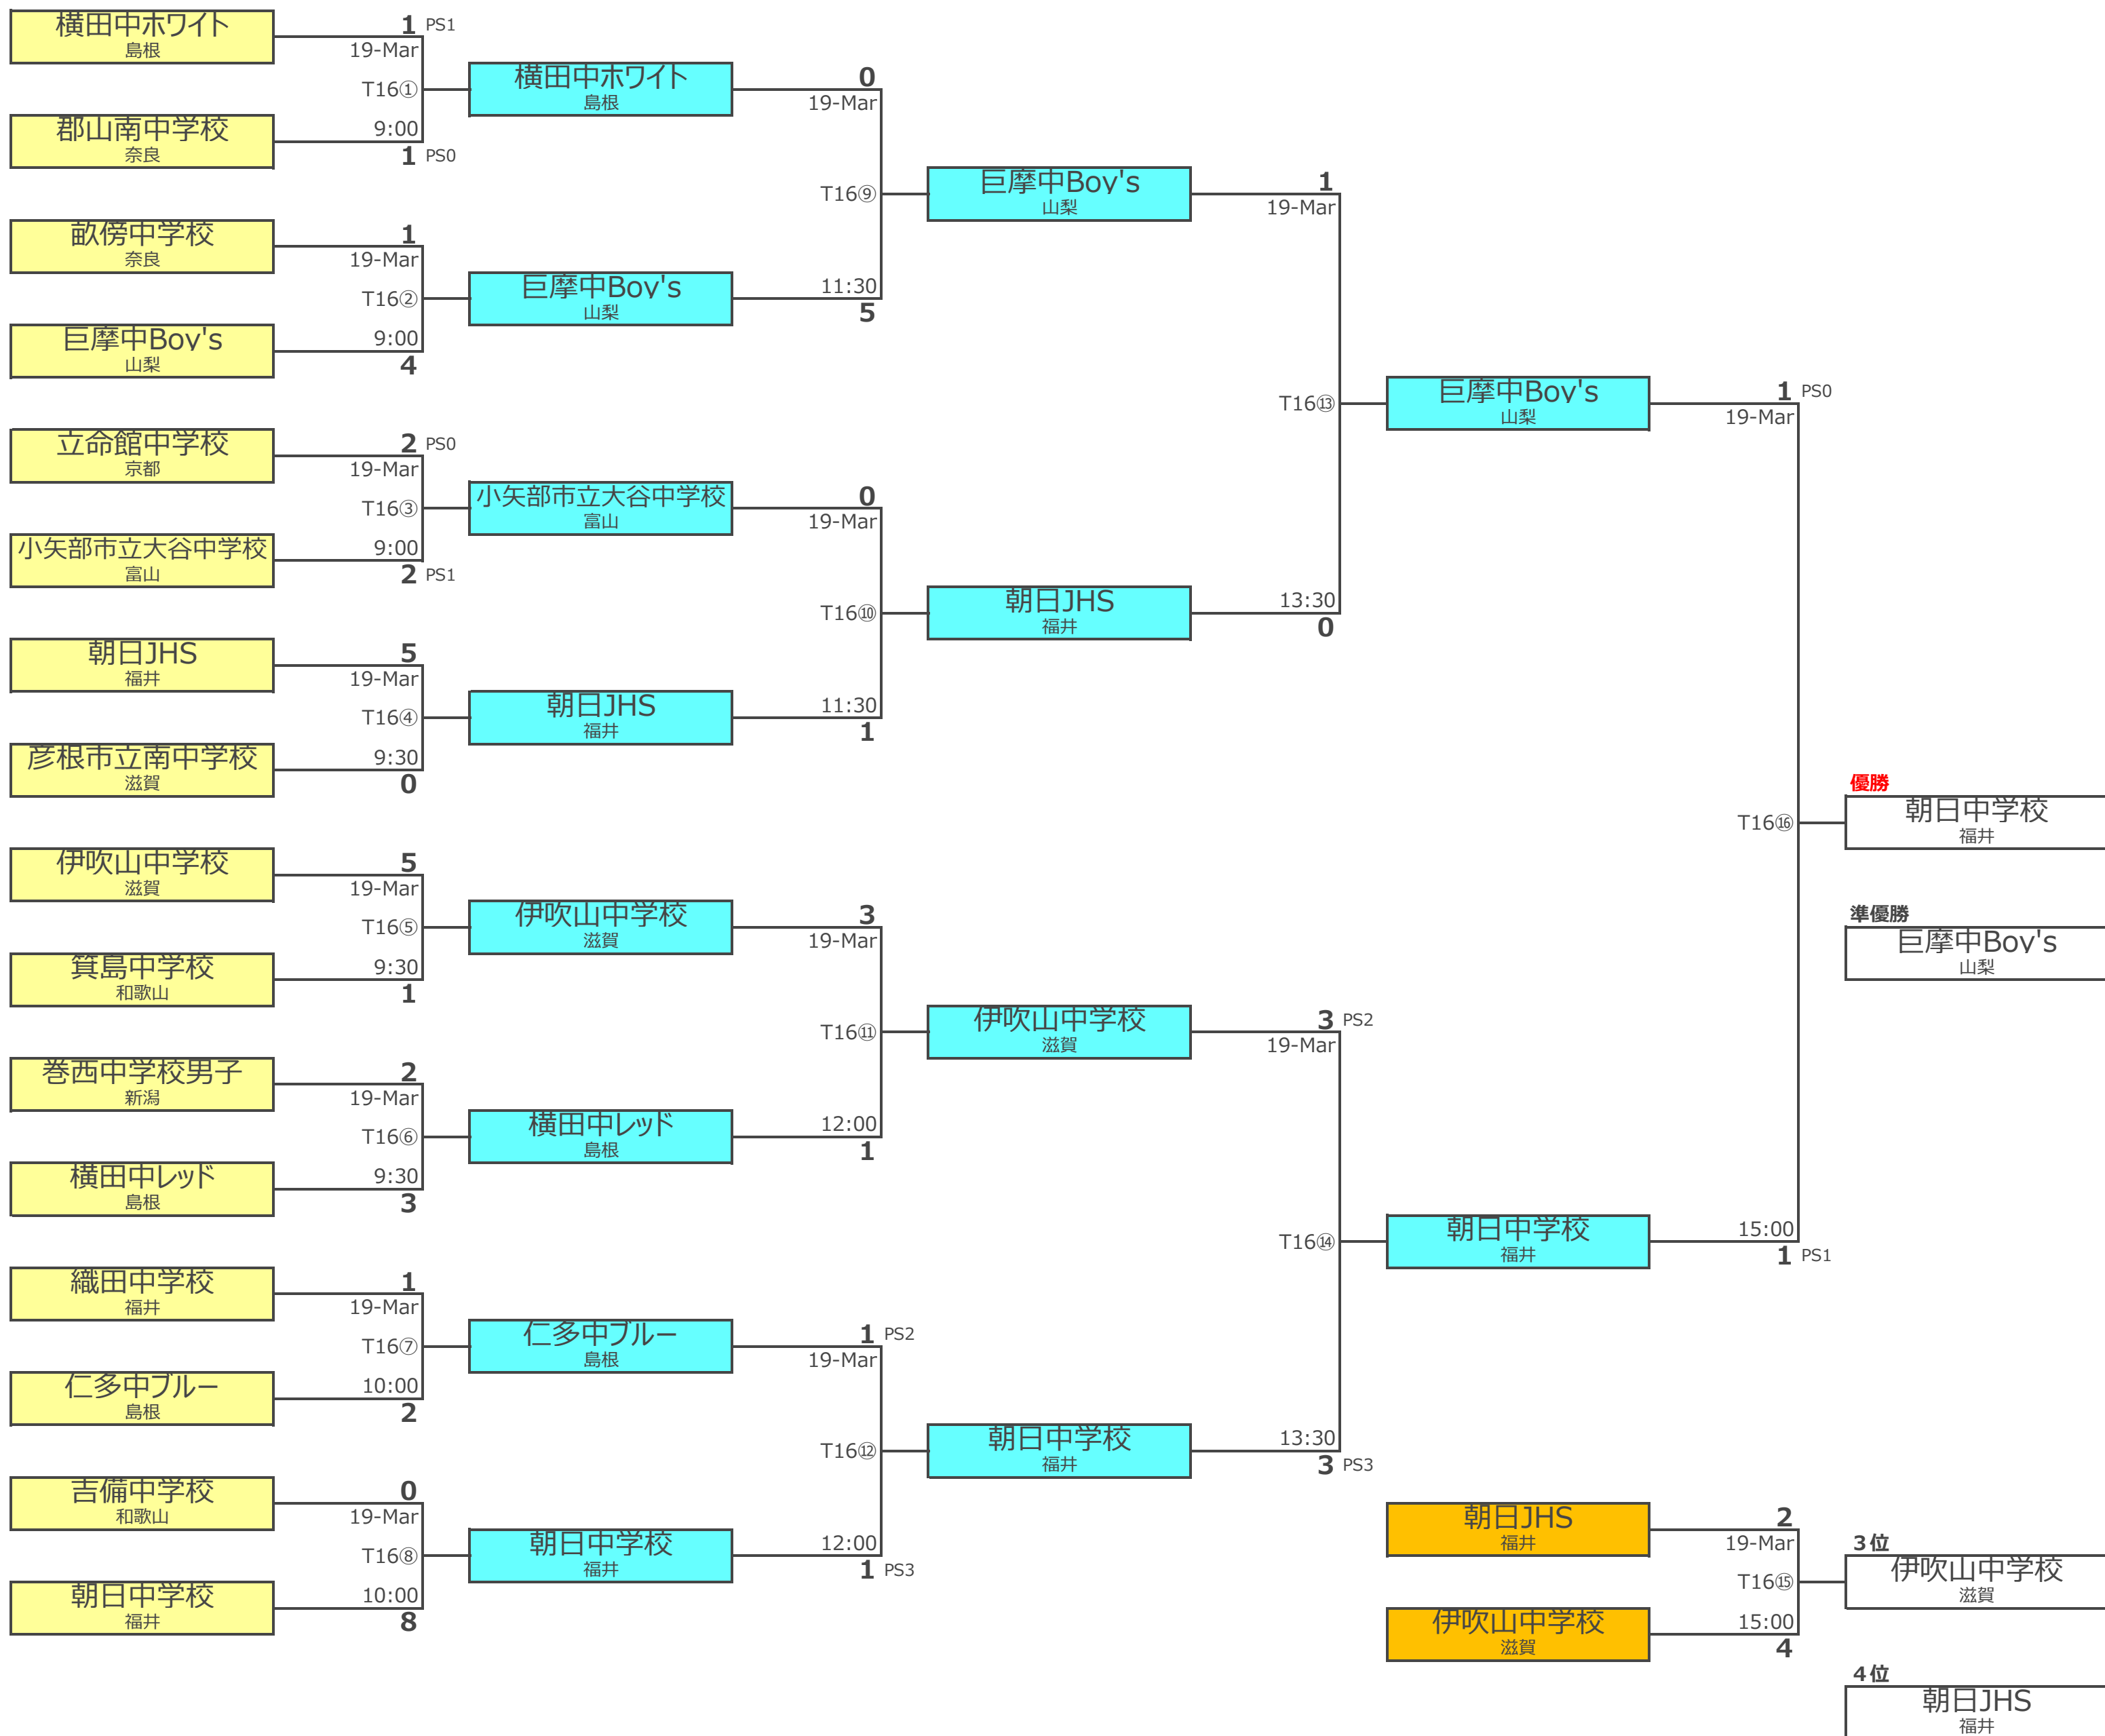 横田中ホワイト
島根
1 PS1
19-Mar
T16①
9:00
1 PS0
郡山南中学校
奈良
畝傍中学校
奈良
1
19-Mar
T16②
9:00
4
巨摩中Boy's
山梨
立命館中学校
京都
2 PS0
19-Mar
T16③
9:00
2 PS1
小矢部市立大谷中学校
富山
朝日JHS
福井
5
19-Mar
T16④
9:30
0
彦根市立南中学校
滋賀
伊吹山中学校
滋賀
5
19-Mar
T16⑤
9:30
1
箕島中学校
和歌山
巻西中学校男子
新潟
2
19-Mar
T16⑥
9:30
3
横田中レッド
島根
織田中学校
福井
1
19-Mar
T16⑦
10:00
2
仁多中ブルー
島根
吉備中学校
和歌山
0
19-Mar
T16⑧
10:00
8
朝日中学校
福井
横田中ホワイト
島根
0
19-Mar
T16⑨
11:30
5
巨摩中Boy's
山梨
小矢部市立大谷中学校
富山
0
19-Mar
T16⑩
11:30
1
朝日JHS
福井
伊吹山中学校
滋賀
3
19-Mar
T16⑪
12:00
1
横田中レッド
島根
仁多中ブルー
島根
1 PS2
19-Mar
T16⑫
12:00
1 PS3
朝日中学校
福井
巨摩中Boy's
山梨
1
19-Mar
T16⑬
13:30
0
朝日JHS
福井
伊吹山中学校
滋賀
3 PS2
19-Mar
T16⑭
13:30
3 PS3
朝日中学校
福井
巨摩中Boy's
山梨
1 PS0
19-Mar
T16⑯
15:00
1 PS1
朝日中学校
福井
優勝
朝日中学校
福井
準優勝
巨摩中Boy's
山梨
朝日JHS
福井
2
19-Mar
T16⑮
15:00
4
伊吹山中学校
滋賀
3位
伊吹山中学校
滋賀
4位
朝日JHS
福井